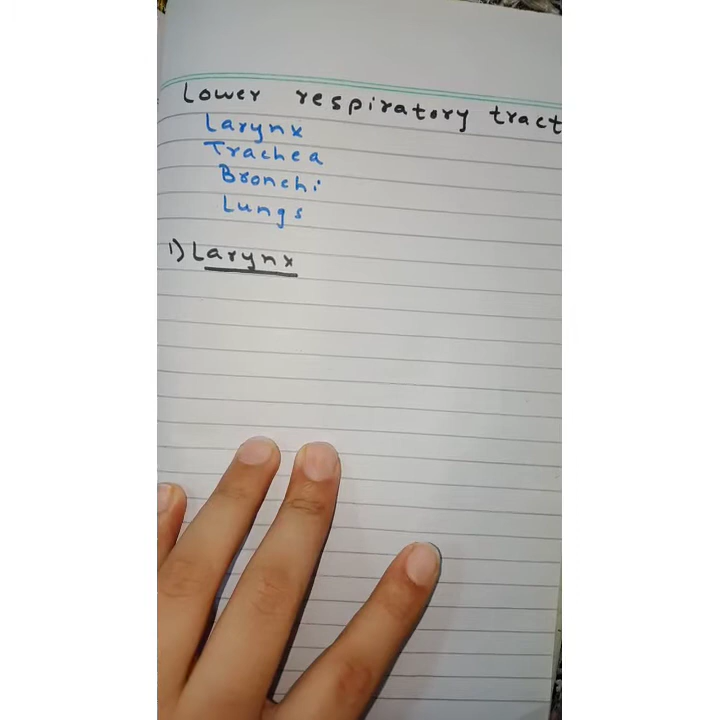 Lower respiratory tract
Larynx
Trachea
Bronchi
Lungs
1) Larynx